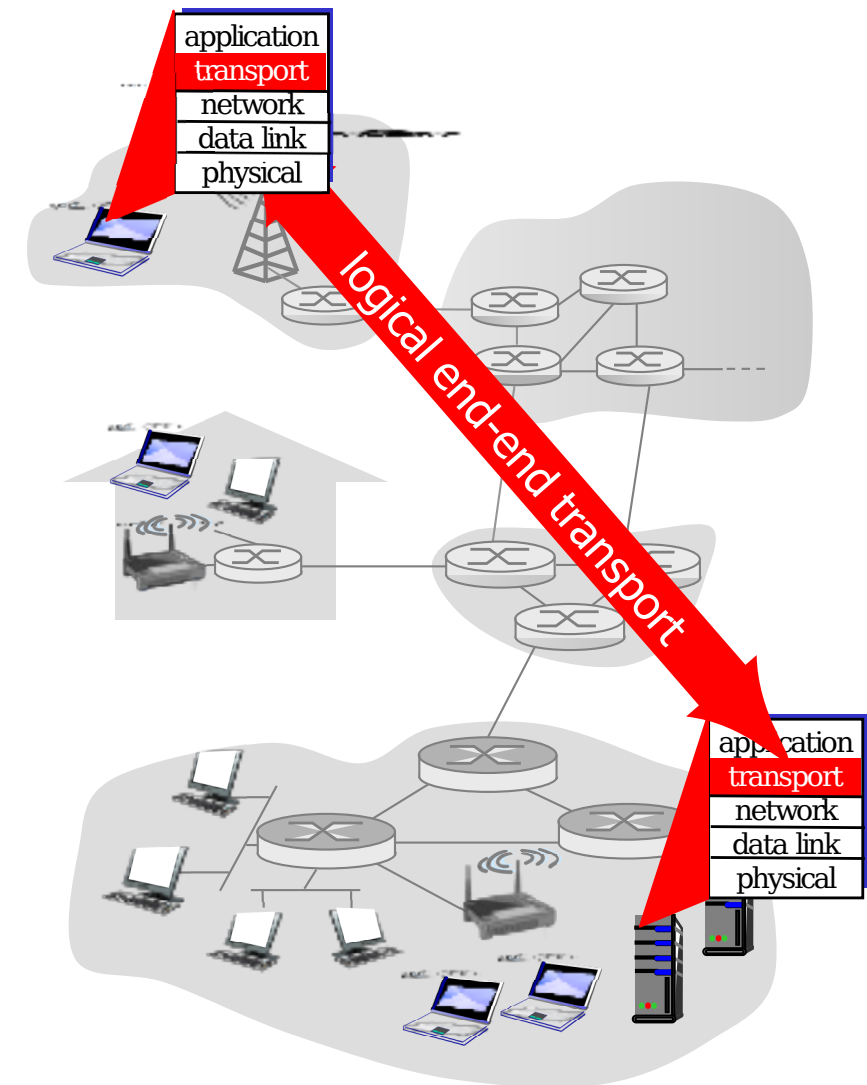 application
transport
network
data link
physical
logical end-end transport
application
transport
network
data link
physical